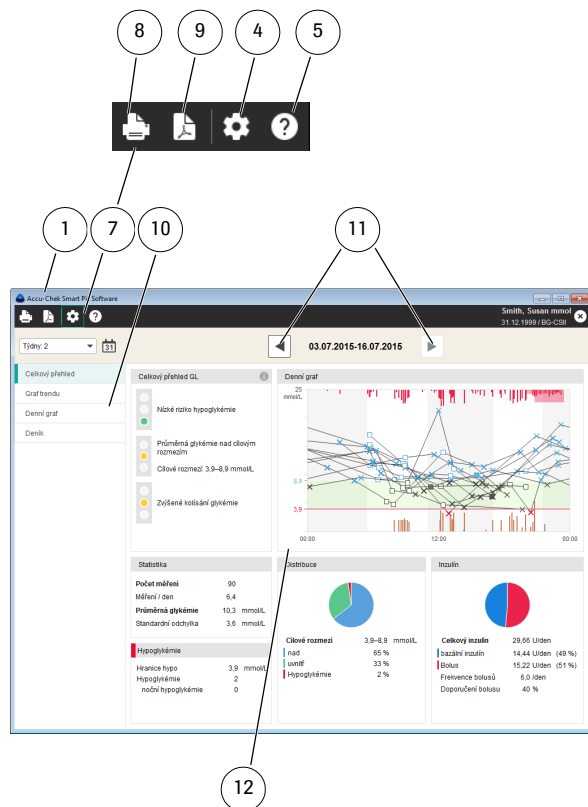 8
9
4
5
1
7
10
11
Accu-Chek Smart Pix Software
Smith, Susan mmol
31.12.1999 / BG-CSII
Týdny: 2
31
03.07.2015-16.07.2015
Celkový přehled
Graf trendu
Denní graf
Deník
Celkový přehled GL
Nízké riziko hypoglykémie
Průměrná glykémie nad cílovým
rozmezím
Cílové rozmezí: 3,9–8,9 mmol/L
Zvýšené kolísání glykémie
Denní graf
25
mmol/L
8,9
3,9
00:00
12:00
00:00
Statistika
Počet měření 90
Měření / den 6,4
Průměrná glykémie 10,3 mmol/L
Standardní odchylka 3,6 mmol/L
Hypoglykémie
Hranice hypo 3,9 mmol/L
Hypoglykémie 2
noční hypoglykémie 0
Distribuce
Cílové rozmezí 3,9–8,9 mmol/L
nad 65 %
uvnitř 33 %
Hypoglykémie 2 %
Inzulín
Celkový inzulín 29,66 U/den
bazální inzulín 14,44 U/den (49 %)
Bolus 15,22 U/den (51 %)
Frekvence bolusů 6,0 /den
Doporučení bolusu 40 %
12